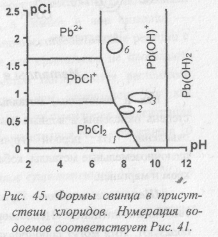 pCl
2.5
2
1.5
1
0.5
0
Pb²⁺
6
PbCl⁺
PbCl₂
3
2
1
Pb(OH)⁺
Pb(OH)₂
2 4 6 8 10 12
pH
Рис. 45. Формы свинца в присут-
ствии хлоридов. Нумерация во-
доемов соответствует Рис. 41.